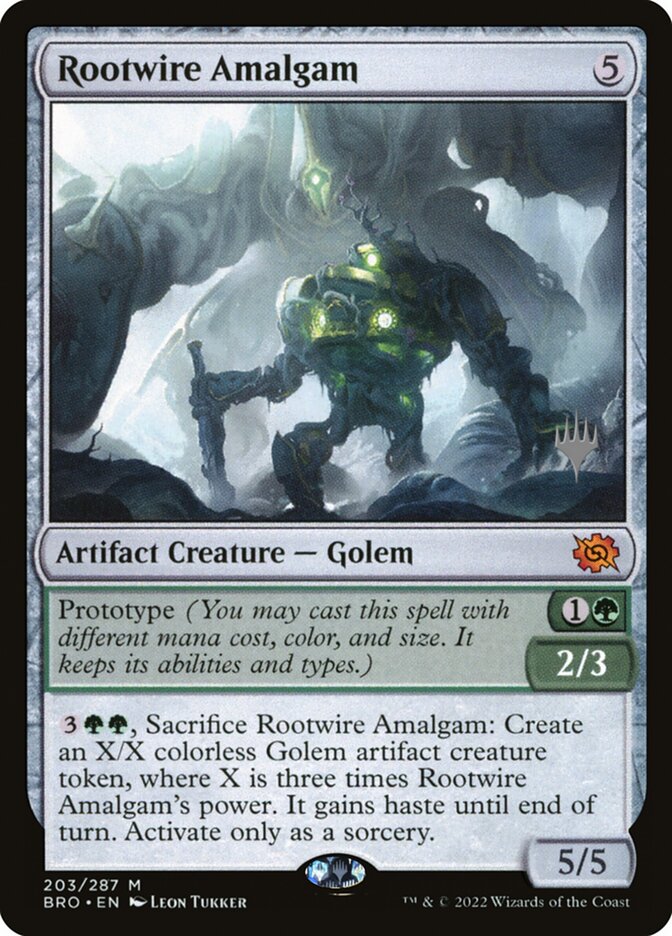 Rootwire Amalgam 5
Artifact Creature — Golem
Prototype (You may cast this spell with
different mana cost, color, and size. It
keeps its abilities and types.)
1
2/3
3, Sacrifice Rootwire Amalgam: Create
an X/X colorless Golem artifact creature
token, where X is three times Rootwire
Amalgam's power. It gains haste until end of
turn. Activate only as a sorcery.
5/5
203/287 M
BRO • EN Leon Tukker
™ & © 2022 Wizards of the Coast